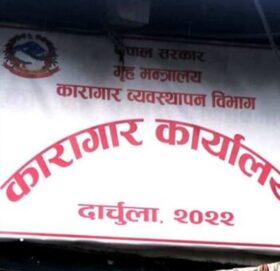 नेपाल सरकार
गृह मन्त्रालय
कारागार व्यवस्थापन विभाग
कारागार कार्यालय
दार्चुला, २०२२